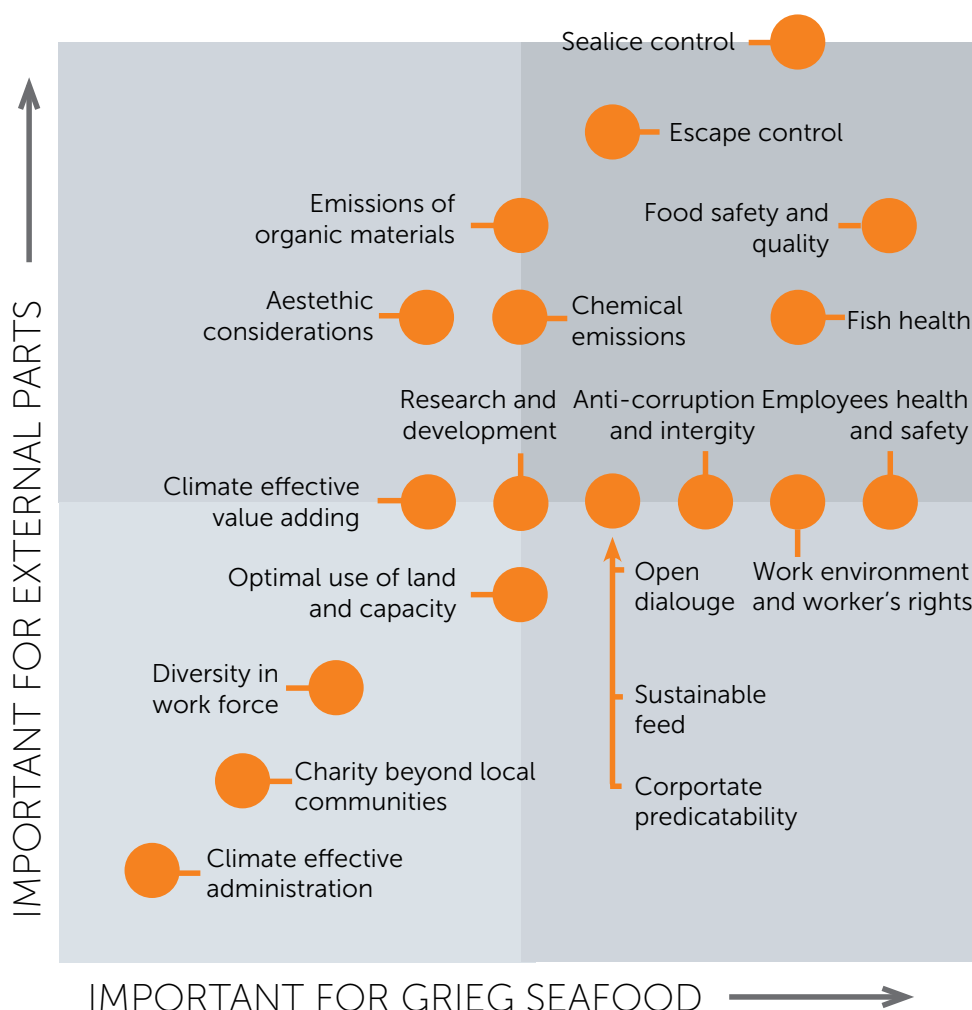 Sealice control
Escape control
Emissions of
organic materials
Food safety and
quality
Aestethic
considerations
Chemical
emissions
Fish health
Research and
development
Anti-corruption
and intergity
Employees health
and safety
Climate effective
value adding
Optimal use of land
and capacity
Open
dialouge
Work environment
and worker's rights
Diversity in
work force
Sustainable
feed
Charity beyond local
communities
Corportate
predicatability
Climate effective
administration
IMPORTANT FOR EXTERNAL PARTS
IMPORTANT FOR GRIEG SEAFOOD